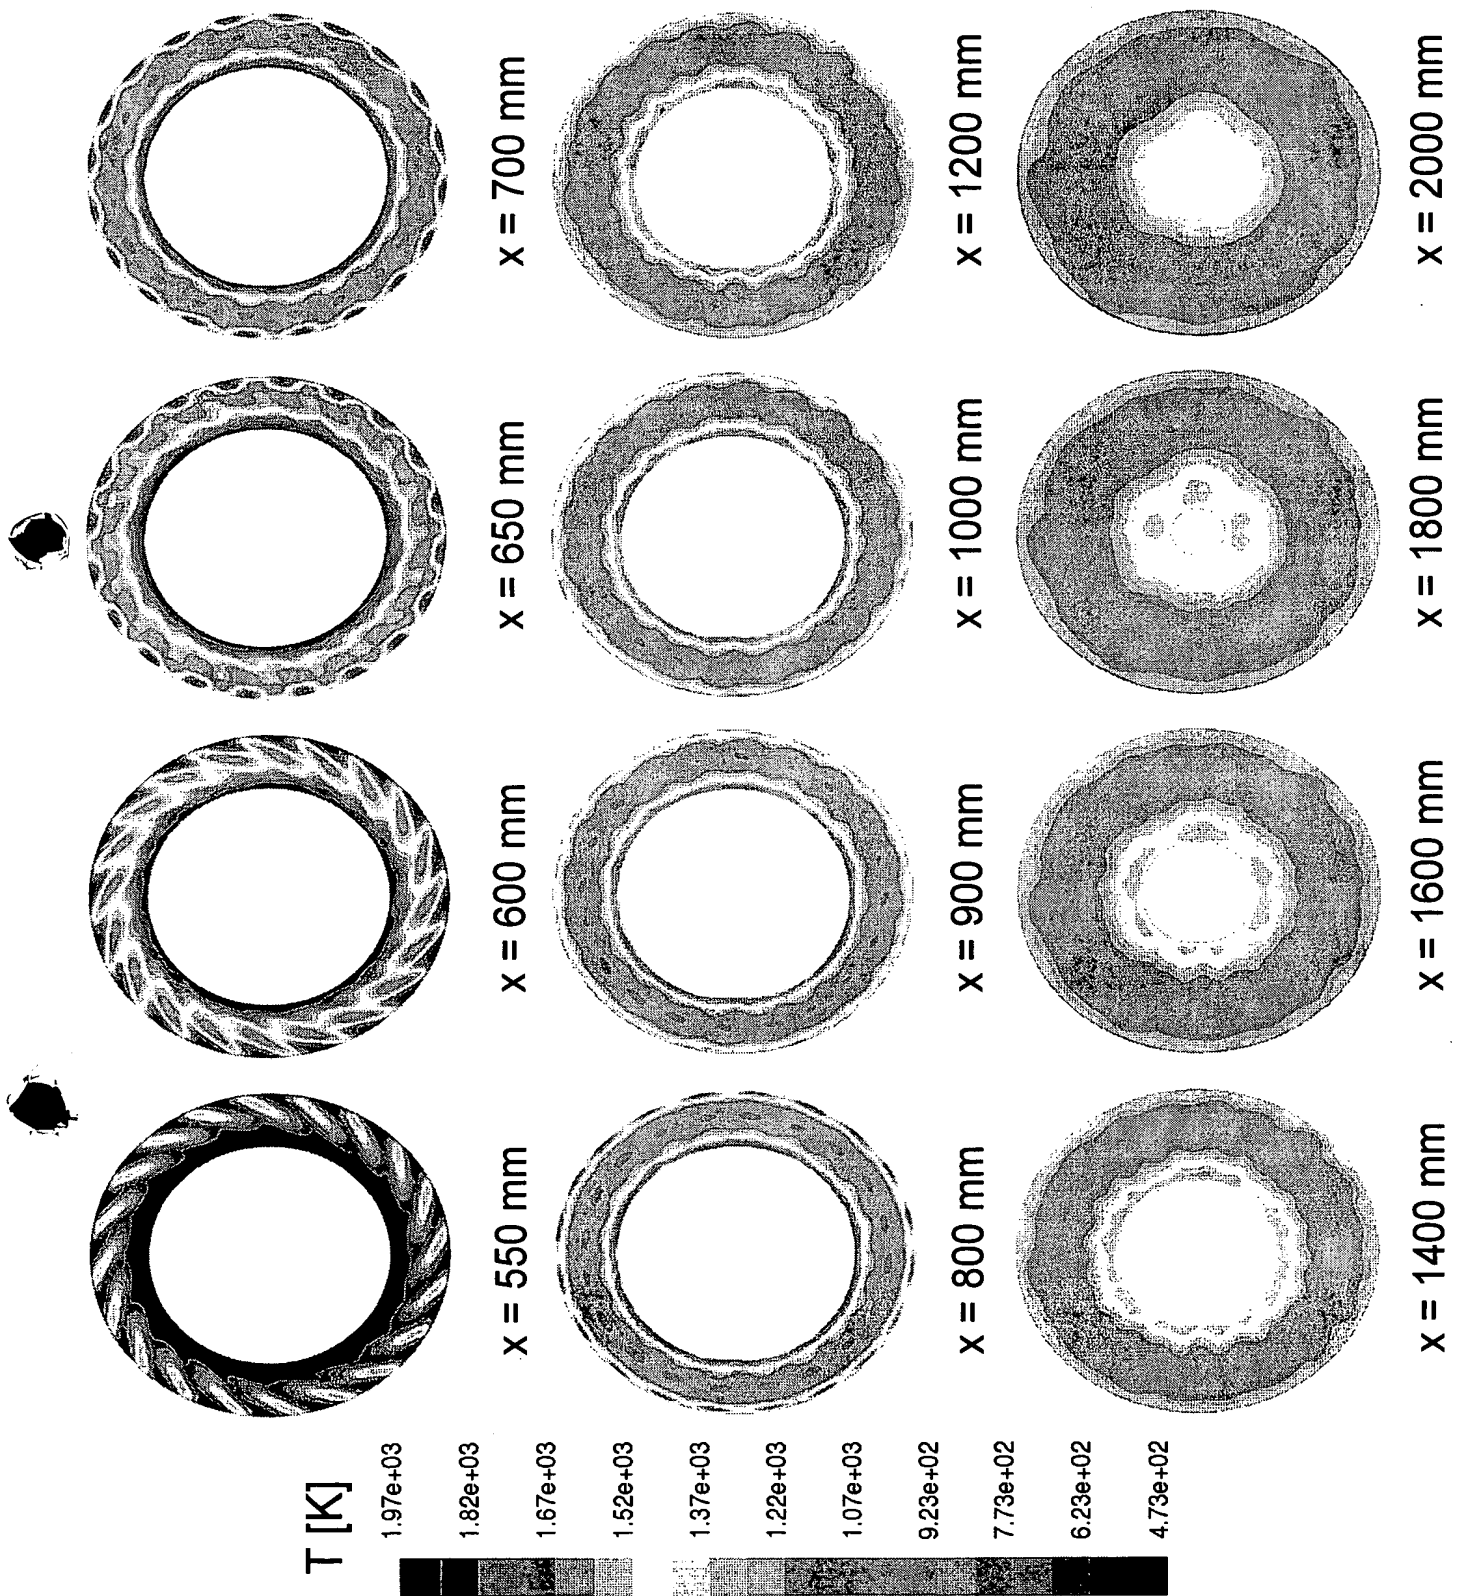 T [K]
1.97e+03
1.82e+03
1.67e+03
1.52e+03
1.37e+03
1.22e+03
1.07e+03
9.23e+02
7.73e+02
6.23e+02
4.73e+02
x = 550 mm
x = 600 mm
x = 650 mm
x = 700 mm
x = 800 mm
x = 900 mm
x = 1000 mm
x = 1200 mm
x = 1400 mm
x = 1600 mm
x = 1800 mm
x = 2000 mm